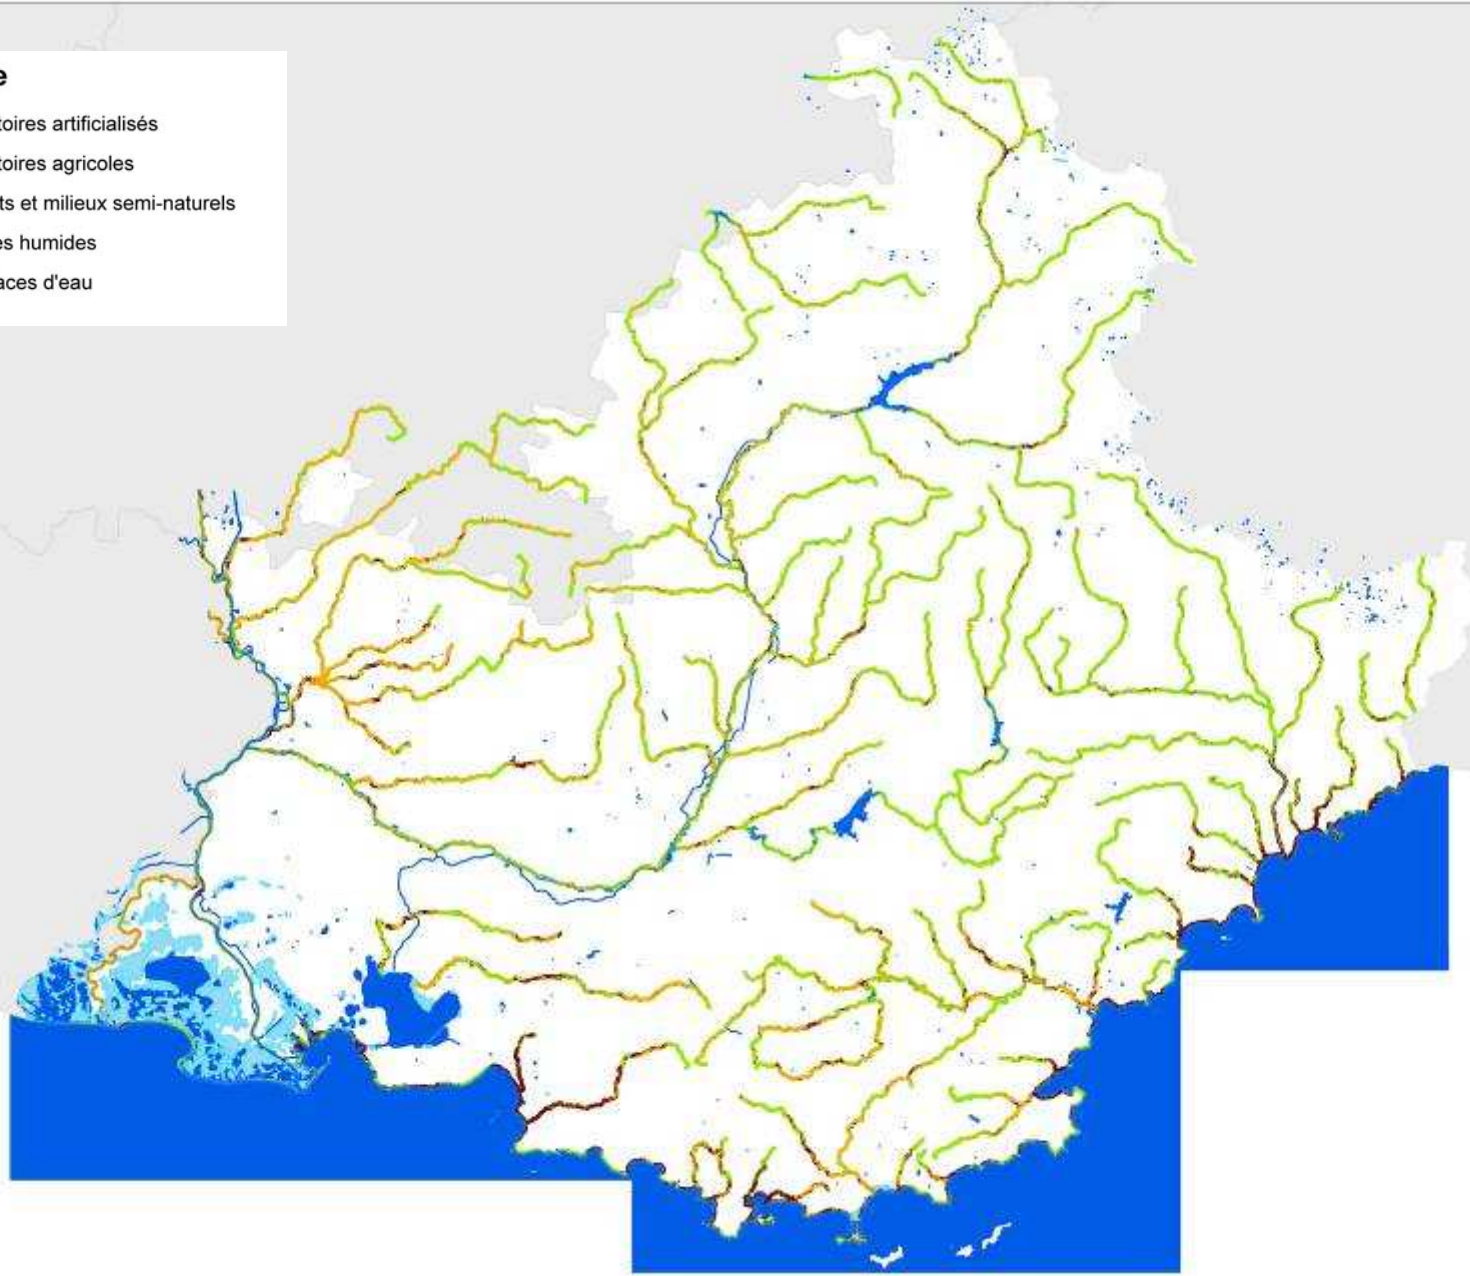 e
toires artificialisés
toires agricoles
ts et milieux semi-naturels
es humides
aces d'eau